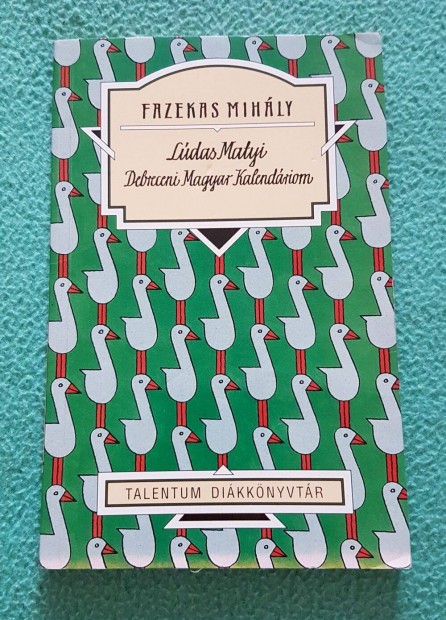 FAZEKAS MIHÁLY
Lúdas Matyi
Debreceni Magyar Kalendáriom
TALENTUM DIÁKKÖNYVTÁR